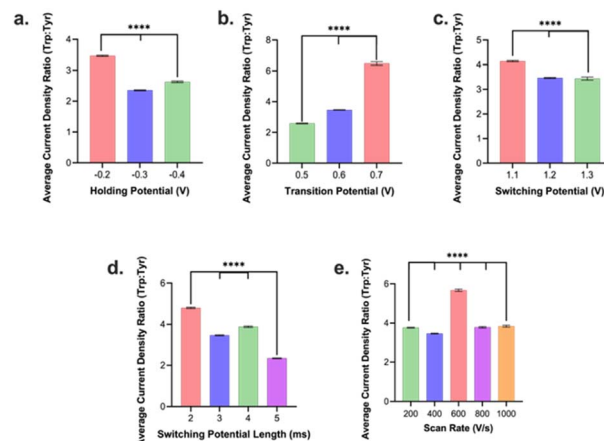 a.
****
Average Current Density Ratio (Trp:Tyr)
4
3
2
1
0
-0.2 -0.3 -0.4
Holding Potential (V)
b.
****
Average Current Density Ratio (Trp:Tyr)
8
6
4
2
0
0.5 0.6 0.7
Transition Potential (V)
c.
****
Average Current Density Ratio (Trp:Tyr)
5
4
3
2
1
0
1.1 1.2 1.3
Switching Potential (V)
d.
****
Average Current Density Ratio (Trp:Tyr)
6
4
2
0
2 3 4 5
Switching Potential Length (ms)
e.
****
Average Current Density Ratio (Trp:Tyr)
6
4
2
0
200 400 600 800 1000
Scan Rate (V/s)